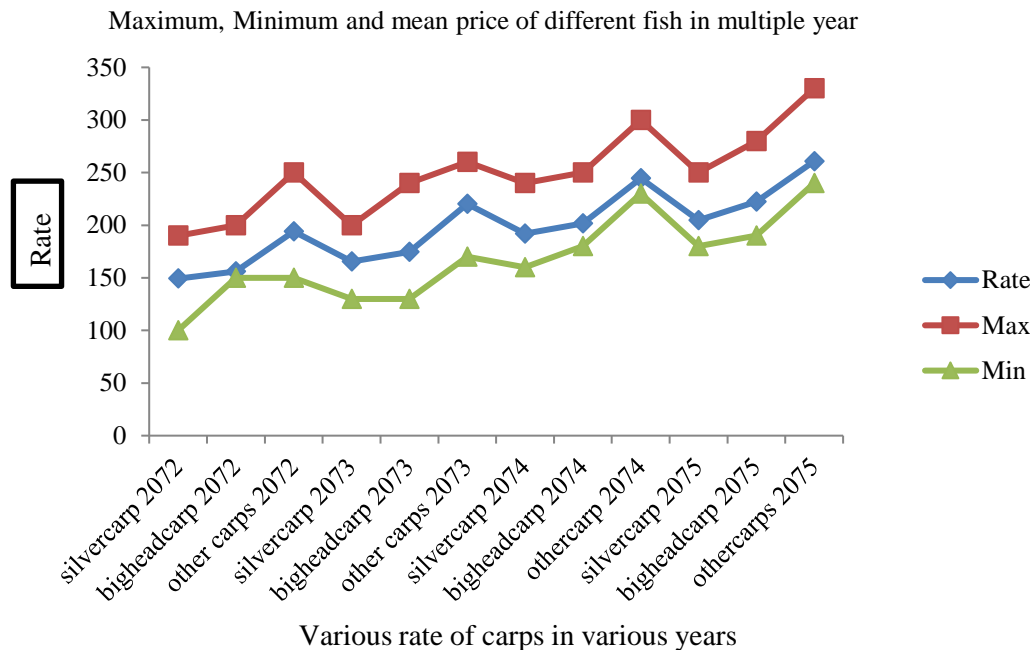 Maximum, Minimum and mean price of different fish in multiple year
350
300
250
200
150
100
50
0
Rate
Rate
Max
Min
silvercarp 2072
bigheadcarp 2072
other carps 2072
silvercarp 2073
bigheadcarp 2073
other carps 2073
silvercarp 2074
bigheadcarp 2074
othercarp 2074
silvercarp 2075
bigheadcarp 2075
othercarps 2075
Various rate of carps in various years